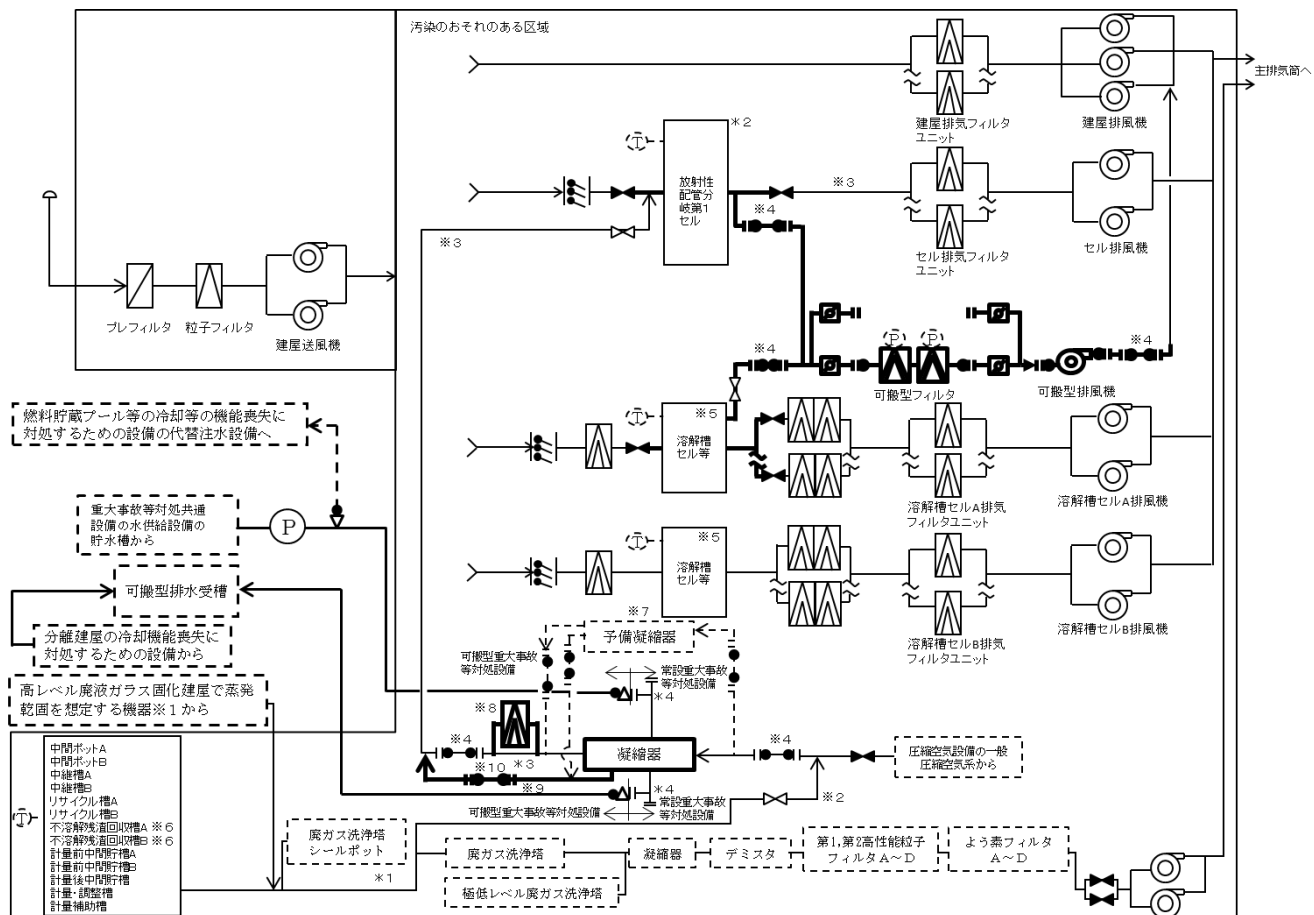 汚染のおそれのある区域
主排気筒へ
建屋排気フィルタ
ユニット
建屋排風機
T
＊2
放射性
配管分
岐第1
セル
※3
※4
※3
セル排気フィルタ
ユニット
セル排風機
プレフィルタ
粒子フィルタ
建屋送風機
※4
P
P
※4
可搬型フィルタ
可搬型排風機
燃料貯蔵プール等の冷却等の機能喪失に
対処するための設備の代替注水設備へ
T
※5
溶解槽
セル等
溶解槽セルA排気
フィルタユニット
溶解槽セルA排風機
重大事故等対処共通
設備の水供給設備の
貯水槽から
P
T
※5
溶解槽
セル等
溶解槽セルB排気
フィルタユニット
溶解槽セルB排風機
可搬型排水受槽
分離建屋の冷却機能喪失に
対処するための設備から
※7
予備凝縮器
可搬型重大事故
等対処設備
常設重大事故
等対処設備
＊4
高レベル廃液ガラス固化建屋で蒸発
範囲を想定する機器※1から
※8
※4
＊3
凝縮器
※4
圧縮空気設備の一般
圧縮空気系から
※10
※9
＊4
可搬型重大事故等対処設備
常設重大事故
等対処設備
※2
T
中間ポットA
中間ポットB
中継槽A
中継槽B
リサイクル槽A
リサイクル槽B
不溶解残渣回収槽A ※6
不溶解残渣回収槽B ※6
計量前中間貯槽A
計量前中間貯槽B
計量後中間貯槽
計量・調整槽
計量補助槽
廃ガス洗浄塔
シールポット
＊1
廃ガス洗浄塔
凝縮器
デミスタ
第1,第2高性能粒子
フィルタA～D
よう素フィルタ
A～D
極低レベル廃ガス洗浄塔